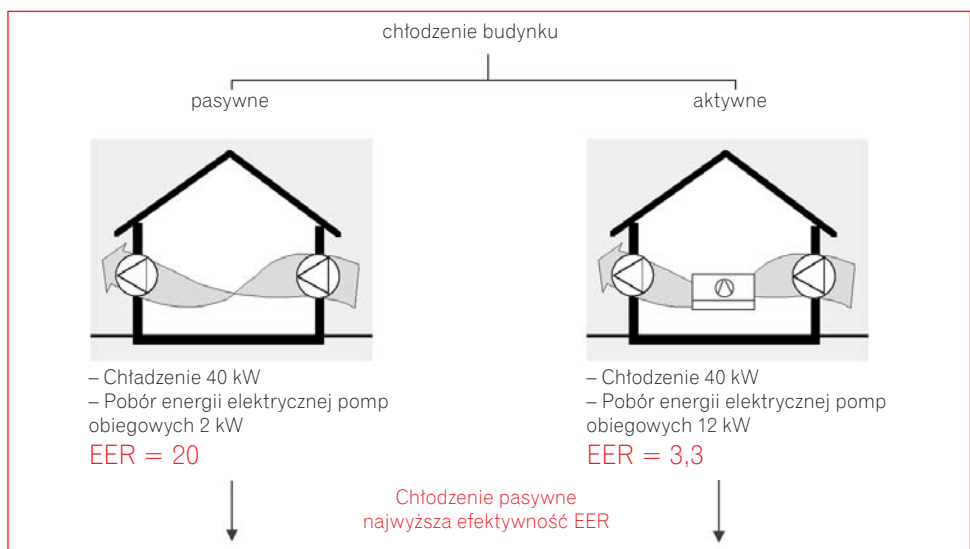 chłodzenie budynku
pasywne
aktywne
– Chładzenie 40 kW
– Pobór energii elektrycznej pomp
obiegowych 2 kW
EER = 20
– Chłodzenie 40 kW
– Pobór energii elektrycznej pomp
obiegowych 12 kW
EER = 3,3
Chłodzenie pasywne
najwyższa efektywność EER